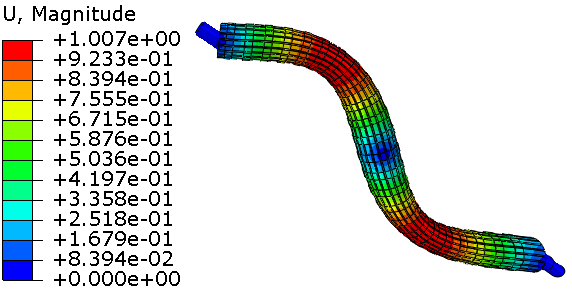 U, Magnitude
+1.007e+00
+9.233e-01
+8.394e-01
+7.555e-01
+6.715e-01
+5.876e-01
+5.036e-01
+4.197e-01
+3.358e-01
+2.518e-01
+1.679e-01
+8.394e-02
+0.000e+00